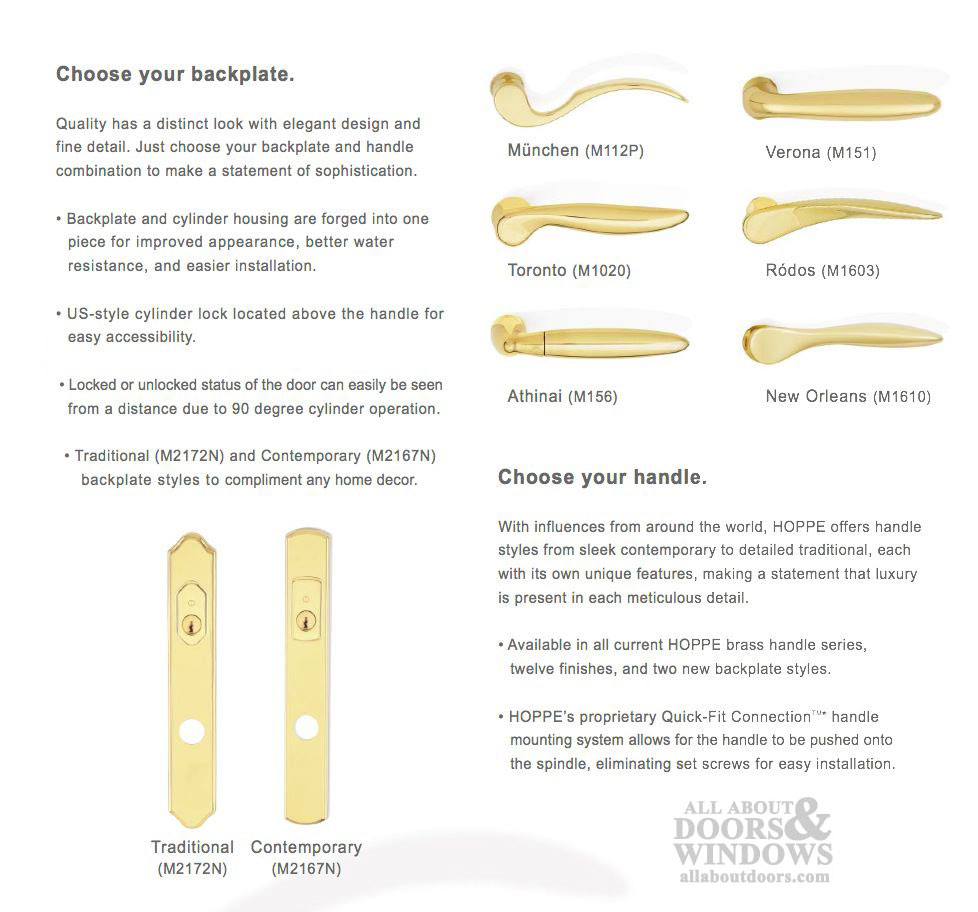 Choose your backplate.
Quality has a distinct look with elegant design and
fine detail. Just choose your backplate and handle
combination to make a statement of sophistication.
• Backplate and cylinder housing are forged into one
piece for improved appearance, better water
resistance, and easier installation.
• US-style cylinder lock located above the handle for
easy accessibility.
• Locked or unlocked status of the door can easily be seen
from a distance due to 90 degree cylinder operation.
• Traditional (M2172N) and Contemporary (M2167N)
backplate styles to compliment any home decor.
Traditional
(M2172N)
Contemporary
(M2167N)
München (M112P)
Verona (M151)
Toronto (M1020)
Ródos (M1603)
Athinai (M156)
New Orleans (M1610)
Choose your handle.
With influences from around the world, HOPPE offers handle
styles from sleek contemporary to detailed traditional, each
with its own unique features, making a statement that luxury
is present in each meticulous detail.
• Available in all current HOPPE brass handle series,
twelve finishes, and two new backplate styles.
• HOPPE's proprietary Quick-Fit Connection™* handle
mounting system allows for the handle to be pushed onto
the spindle, eliminating set screws for easy installation.
ALL ABOUT
DOORS &
WINDOWS
allaboutdoors.com